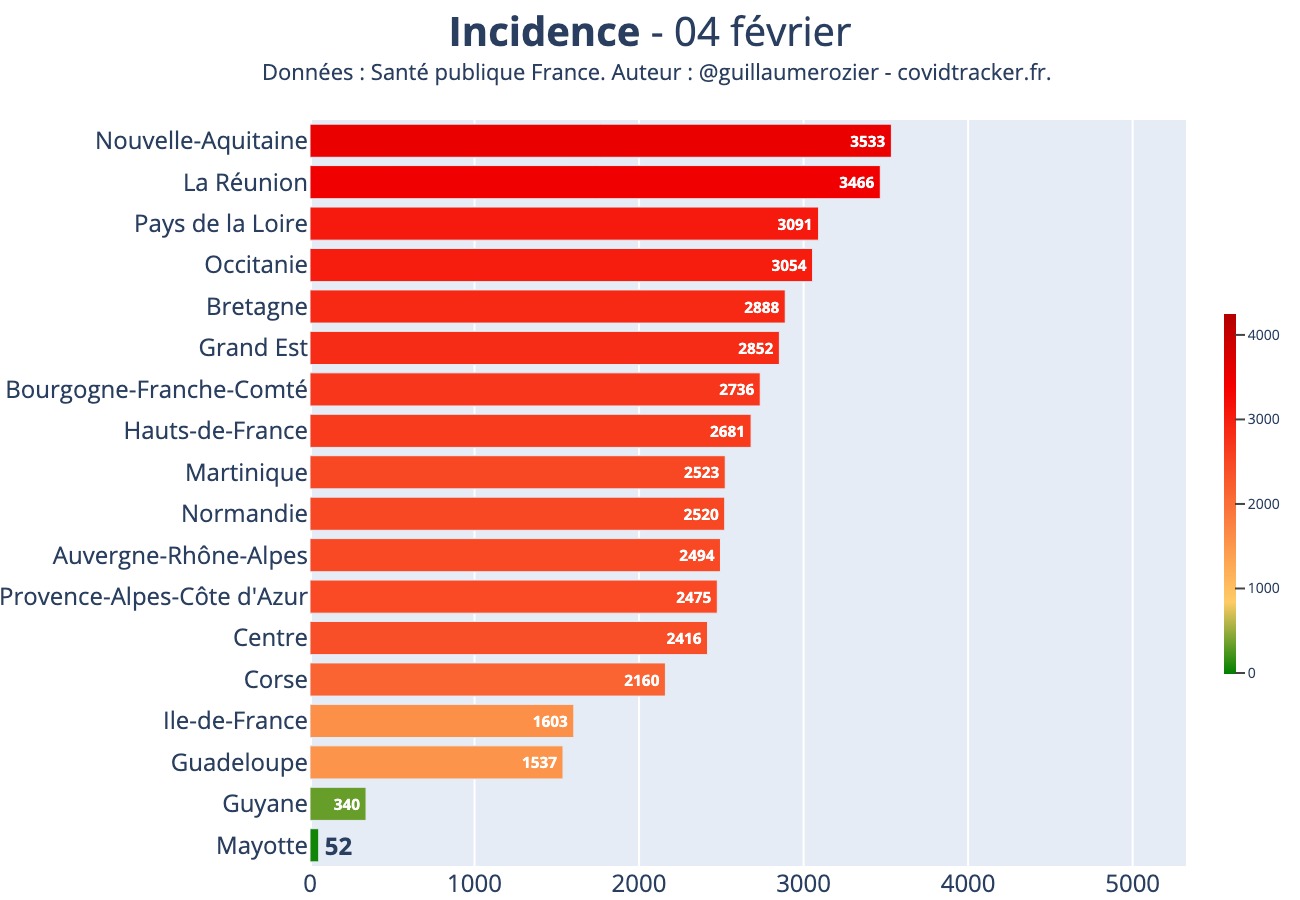 Incidence - 04 février
Données : Santé publique France. Auteur : @guillaumerozier - covidtracker.fr.
Nouvelle-Aquitaine 3533
La Réunion 3466
Pays de la Loire 3091
Occitanie 3054
Bretagne 2888
Grand Est 2852
Bourgogne-Franche-Comté 2736
Hauts-de-France 2681
Martinique 2523
Normandie 2520
Auvergne-Rhône-Alpes 2494
Provence-Alpes-Côte d'Azur 2475
Centre 2416
Corse 2160
Ile-de-France 1603
Guadeloupe 1537
Guyane 340
Mayotte 52
0 1000 2000 3000 4000 5000
4000
3000
2000
1000
0